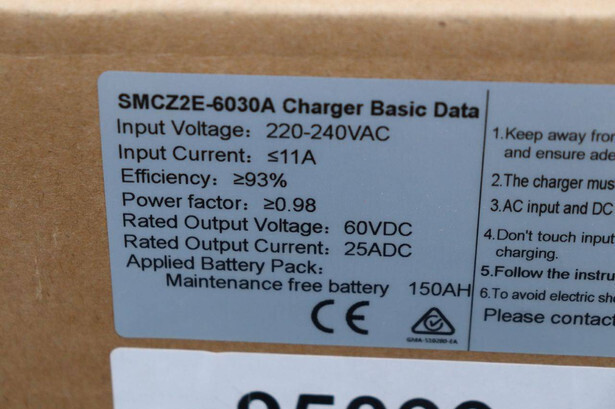 SMCZ2E-6030A Charger Basic Data
Input Voltage: 220-240VAC
Input Current: ≤11A
Efficiency: ≥93%
Power factor: ≥0.98
Rated Output Voltage: 60VDC
Rated Output Current: 25ADC
Applied Battery Pack:
Maintenance free battery 150AH
CE
1.Keep away from
and ensure ade
2.The charger mus
3.AC input and DC
4.Don't touch input
charging.
5.Follow the instru
6.To avoid electric sh
Please contact